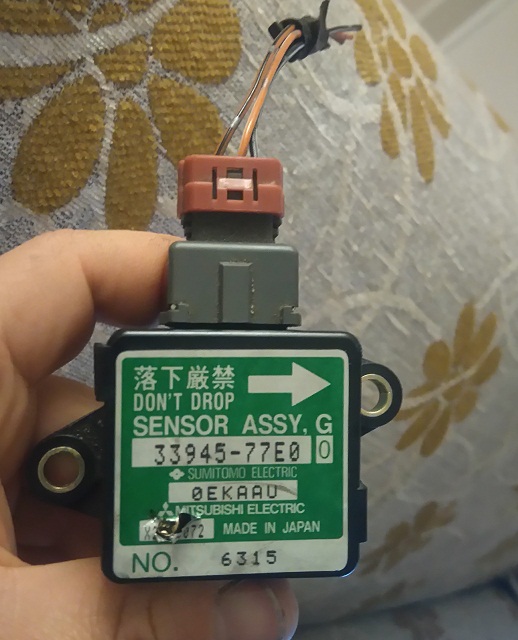 落下厳禁
DON'T DROP
SENSOR ASSY, G
33945-77E0 0
SUMITOMO ELECTRIC
0EKAAU
MITSUBISHI ELECTRIC
MADE IN JAPAN
NO. 6315